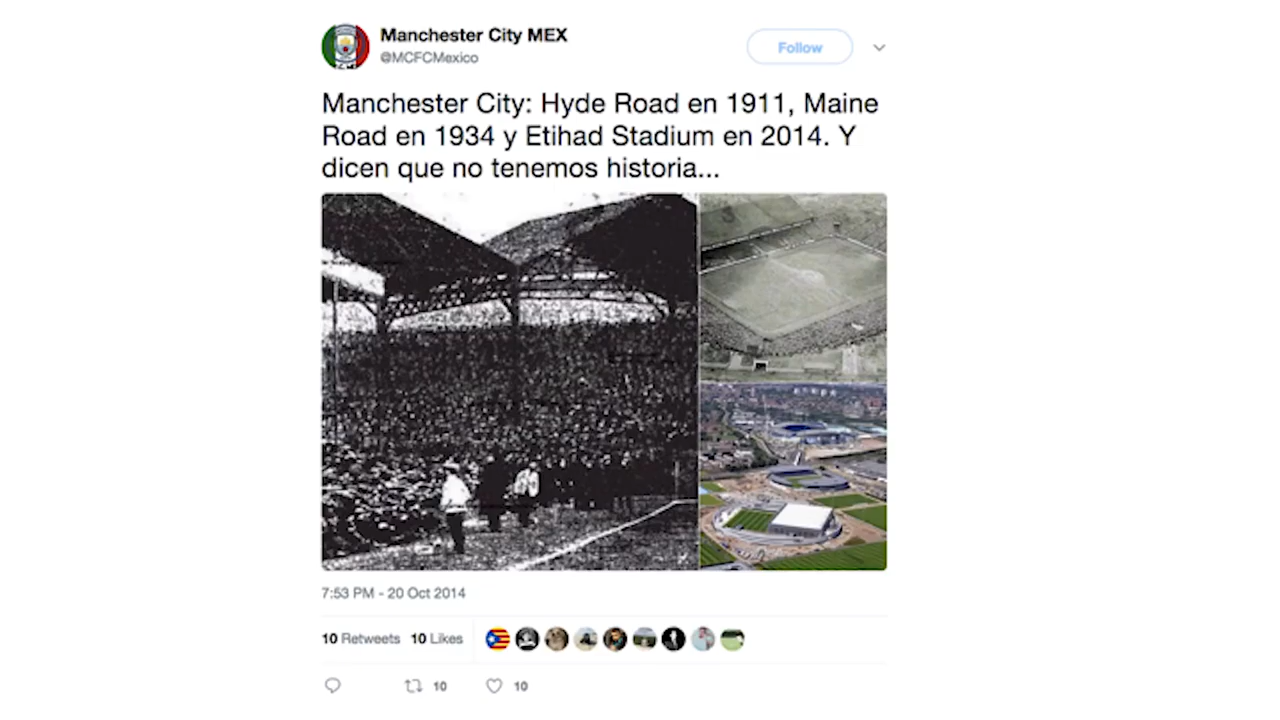 Manchester City MEX
@MCFCMexico
Follow
Manchester City: Hyde Road en 1911, Maine
Road en 1934 y Etihad Stadium en 2014. Y
dicen que no tenemos historia...
7:53 PM - 20 Oct 2014
10 Retweets 10 Likes
10 10